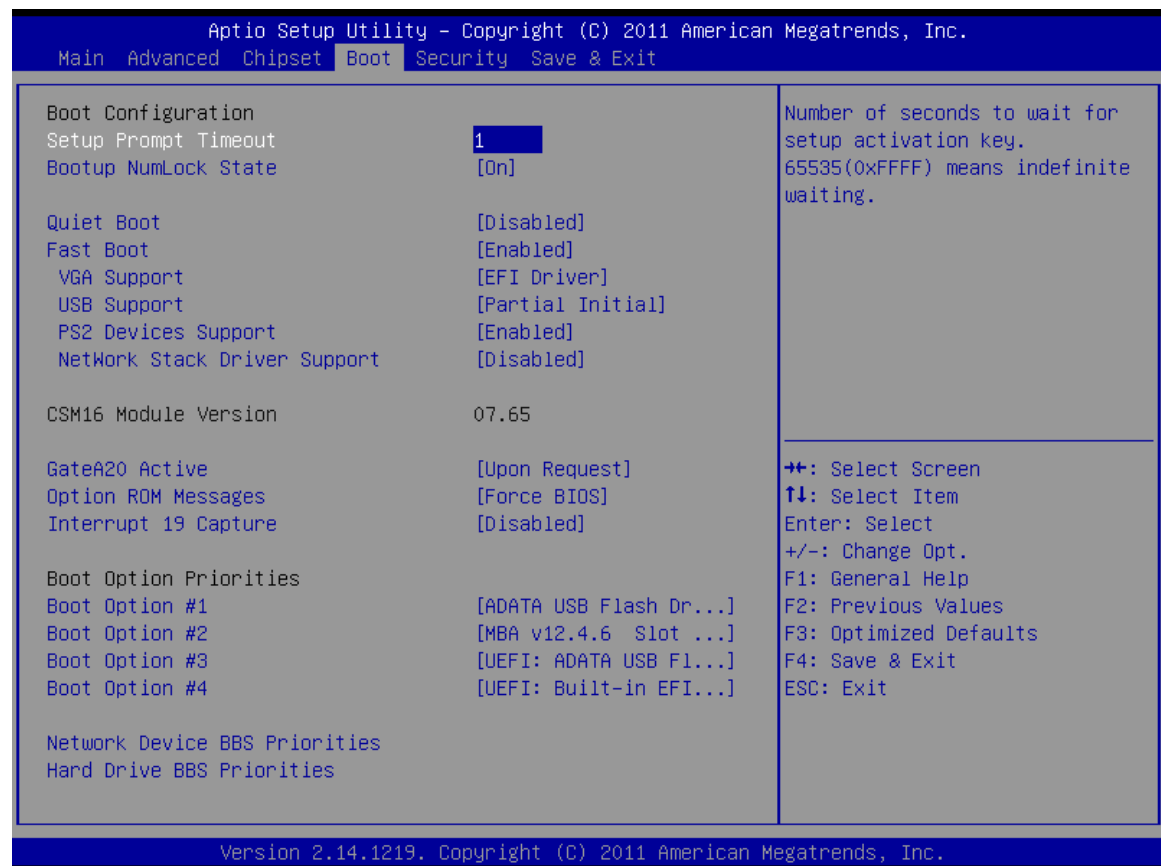 Aptio Setup Utility – Copyright (C) 2011 American Megatrends, Inc.
Main Advanced Chipset Boot Security Save & Exit
Boot Configuration
Setup Prompt Timeout 1
Bootup NumLock State [On]
Quiet Boot [Disabled]
Fast Boot [Enabled]
VGA Support [EFI Driver]
USB Support [Partial Initial]
PS2 Devices Support [Enabled]
NetWork Stack Driver Support [Disabled]
CSM16 Module Version 07.65
GateA20 Active [Upon Request]
Option ROM Messages [Force BIOS]
Interrupt 19 Capture [Disabled]
Boot Option Priorities
Boot Option #1 [ADATA USB Flash Dr...]
Boot Option #2 [MBA v12.4.6 Slot ...]
Boot Option #3 [UEFI: ADATA USB Fl...]
Boot Option #4 [UEFI: Built-in EFI...]
Network Device BBS Priorities
Hard Drive BBS Priorities
Number of seconds to wait for
setup activation key.
65535(0xFFFF) means indefinite
waiting.
→←: Select Screen
↑↓: Select Item
Enter: Select
+/-: Change Opt.
F1: General Help
F2: Previous Values
F3: Optimized Defaults
F4: Save & Exit
ESC: Exit
Version 2.14.1219. Copyright (C) 2011 American Megatrends, Inc.